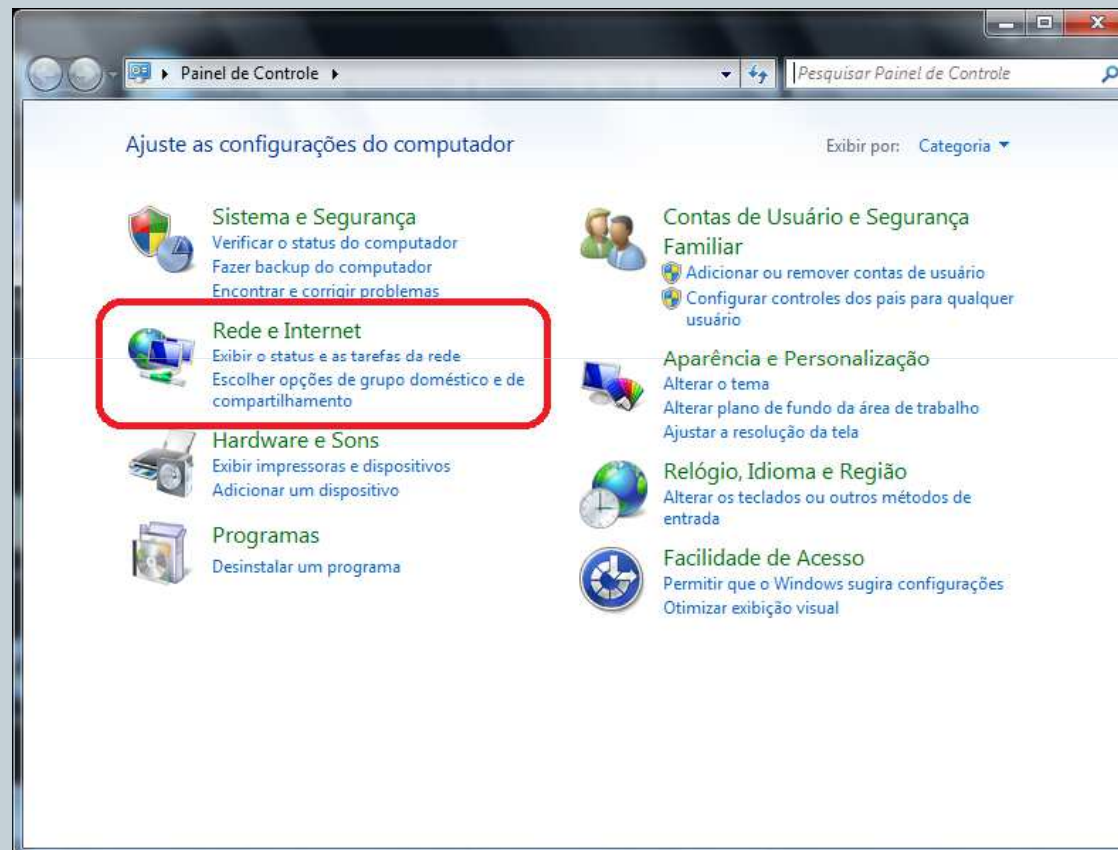 Painel de Controle
Pesquisar Painel de Controle
Ajuste as configurações do computador
Exibir por: Categoria
Sistema e Segurança
Verificar o status do computador
Fazer backup do computador
Encontrar e corrigir problemas
Rede e Internet
Exibir o status e as tarefas da rede
Escolher opções de grupo doméstico e de
compartilhamento
Hardware e Sons
Exibir impressoras e dispositivos
Adicionar um dispositivo
Programas
Desinstalar um programa
Contas de Usuário e Segurança
Familiar
Adicionar ou remover contas de usuário
Configurar controles dos pais para qualquer
usuário
Aparência e Personalização
Alterar o tema
Alterar plano de fundo da área de trabalho
Ajustar a resolução da tela
Relógio, Idioma e Região
Alterar os teclados ou outros métodos de
entrada
Facilidade de Acesso
Permitir que o Windows sugira configurações
Otimizar exibição visual